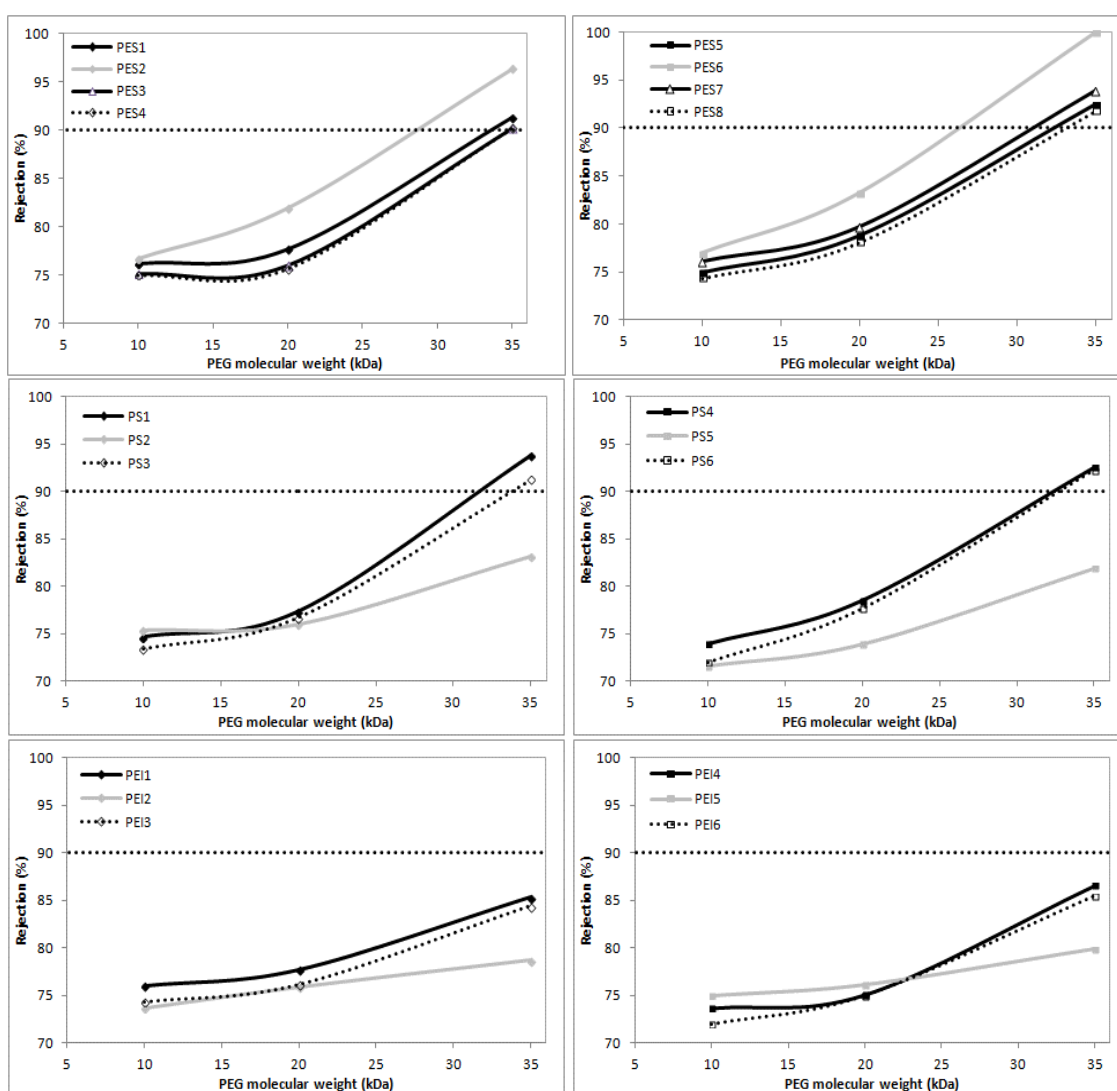 100
95
90
85
80
75
70
Rejection (%)
PES1
PES2
PES3
PES4
5 10 15 20 25 30 35
PEG molecular weight (kDa)
100
95
90
85
80
75
70
Rejection (%)
PES5
PES6
PES7
PES8
5 10 15 20 25 30 35
PEG molecular weight (kDa)
100
95
90
85
80
75
70
Rejection (%)
PS1
PS2
PS3
5 10 15 20 25 30 35
PEG molecular weight (kDa)
100
95
90
85
80
75
70
Rejection (%)
PS4
PS5
PS6
5 10 15 20 25 30 35
PEG molecular weight (kDa)
100
95
90
85
80
75
70
Rejection (%)
PEI1
PEI2
PEI3
5 10 15 20 25 30 35
PEG molecular weight (kDa)
100
95
90
85
80
75
70
Rejection (%)
PEI4
PEI5
PEI6
5 10 15 20 25 30 35
PEG molecular weight (kDa)